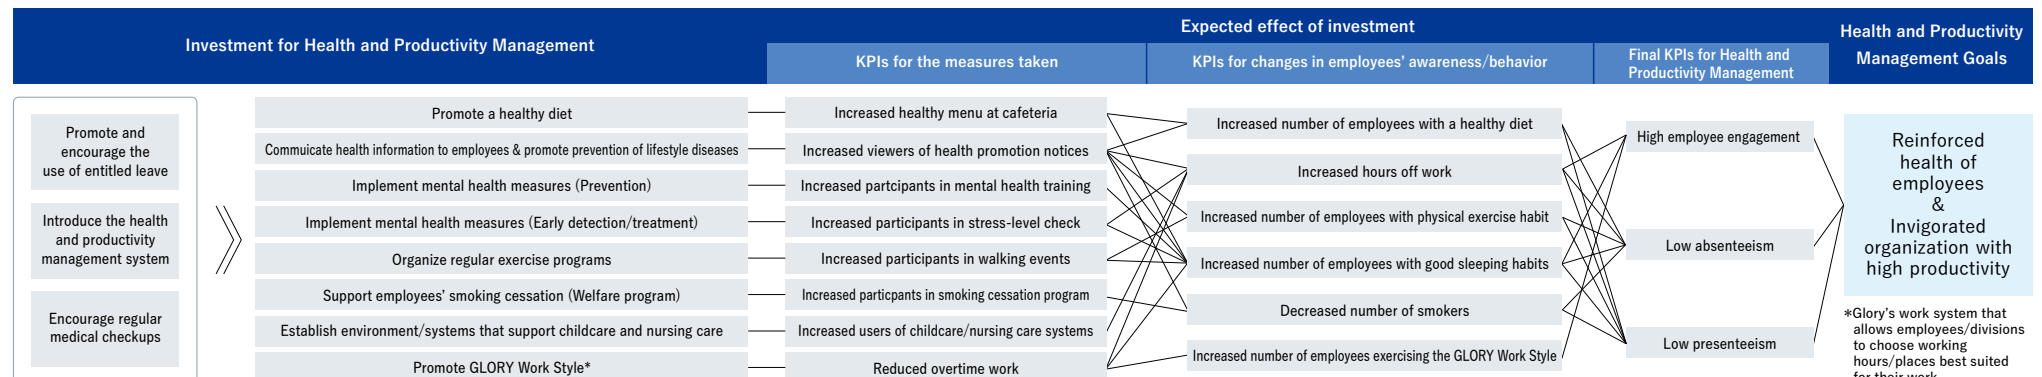 Investment for Health and Productivity Management
Expected effect of investment
KPIs for the measures taken
KPIs for changes in employees' awareness/behavior
Final KPIs for Health and
Productivity Management
Health and Productivity
Management Goals
Promote and
encourage the
use of entitled leave
Introduce the health
and productivity
management system
Encourage regular
medical checkups
Promote a healthy diet
Commuicate health information to employees & promote prevention of lifestyle diseases
Implement mental health measures (Prevention)
Implement mental health measures (Early detection/treatment)
Organize regular exercise programs
Support employees' smoking cessation (Welfare program)
Establish environment/systems that support childcare and nursing care
Promote GLORY Work Style*
Increased healthy menu at cafeteria
Increased viewers of health promotion notices
Increased partcipants in mental health training
Increased participants in stress-level check
Increased participants in walking events
Increased particpants in smoking cessation program
Increased users of childcare/nursing care systems
Reduced overtime work
Increased number of employees with a healthy diet
Increased hours off work
Increased number of employees with physical exercise habit
Increased number of employees with good sleeping habits
Decreased number of smokers
Increased number of employees exercising the GLORY Work Style
High employee engagement
Low absenteeism
Low presenteeism
Reinforced
health of
employees
&
Invigorated
organization with
high productivity
*Glory's work system that
allows employees/divisions
to choose working
hours/places best suited
for their work